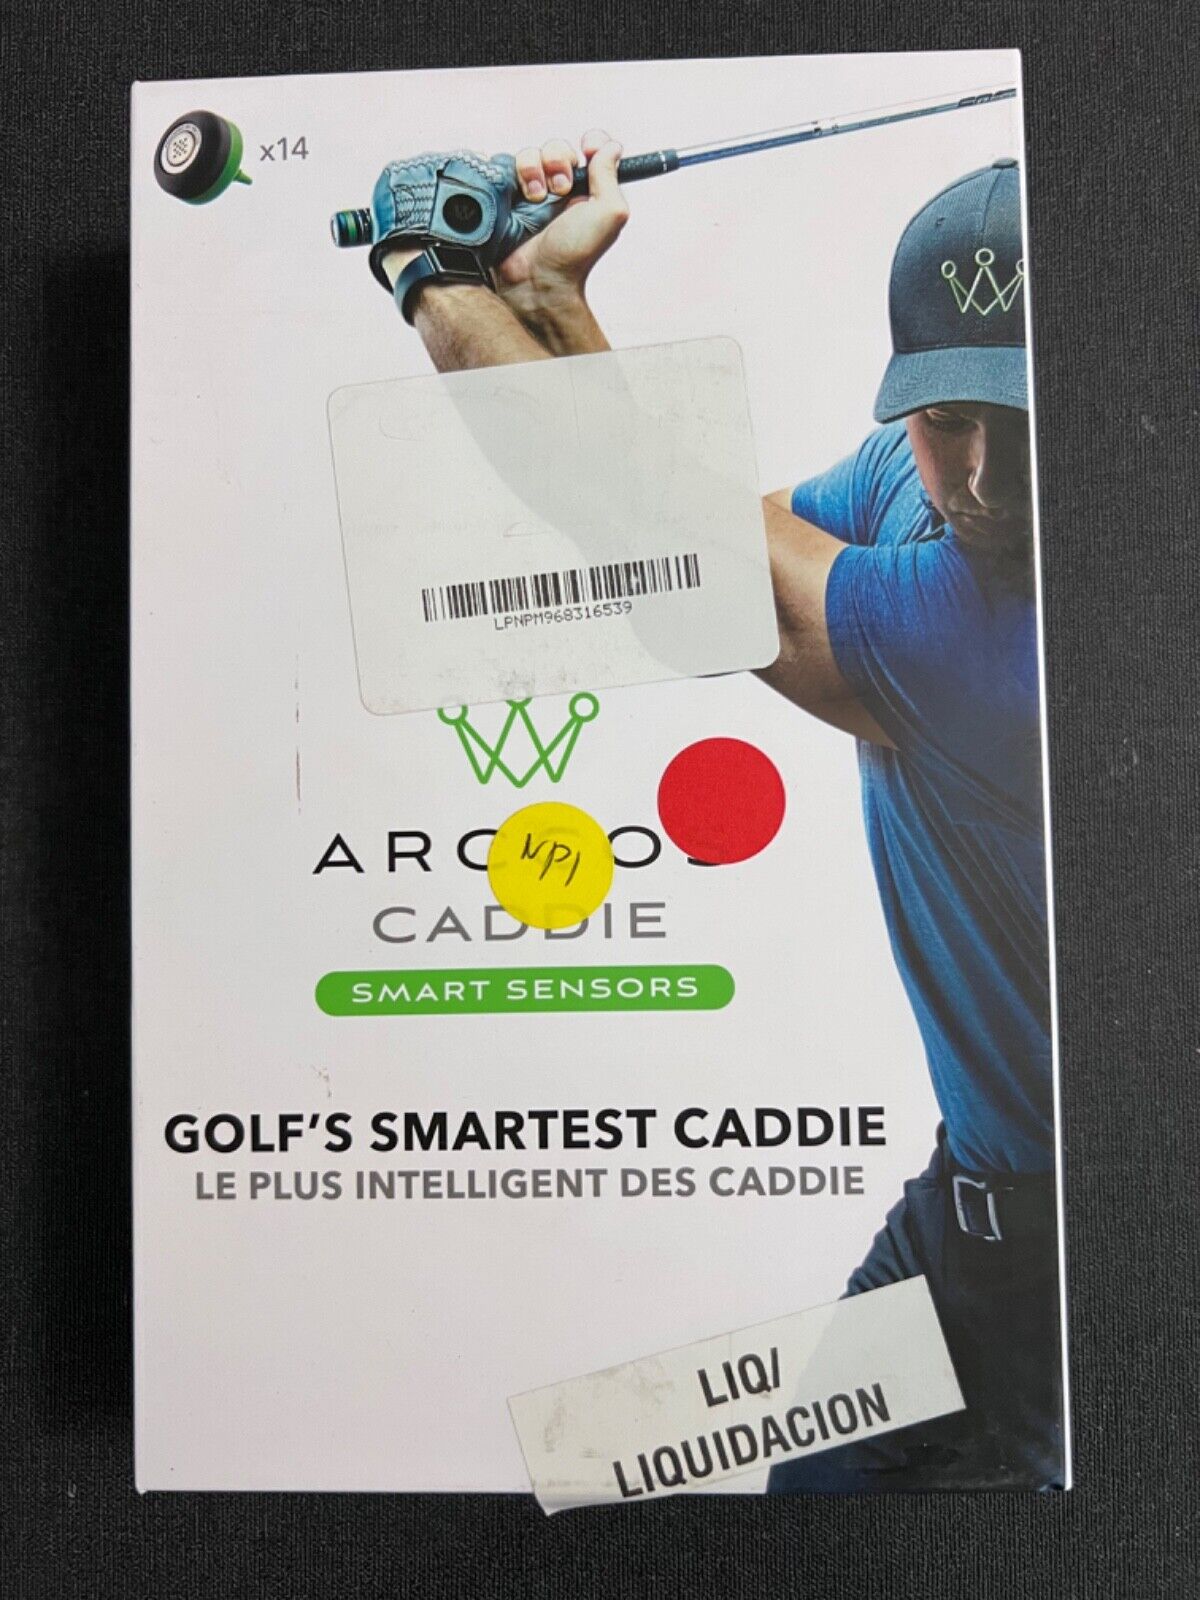 x14
LPNPM968316539
NP1
CADDIE
SMART SENSORS
GOLF'S SMARTEST CADDIE
LE PLUS INTELLIGENT DES CADDIE
LIQ/
LIQUIDACION